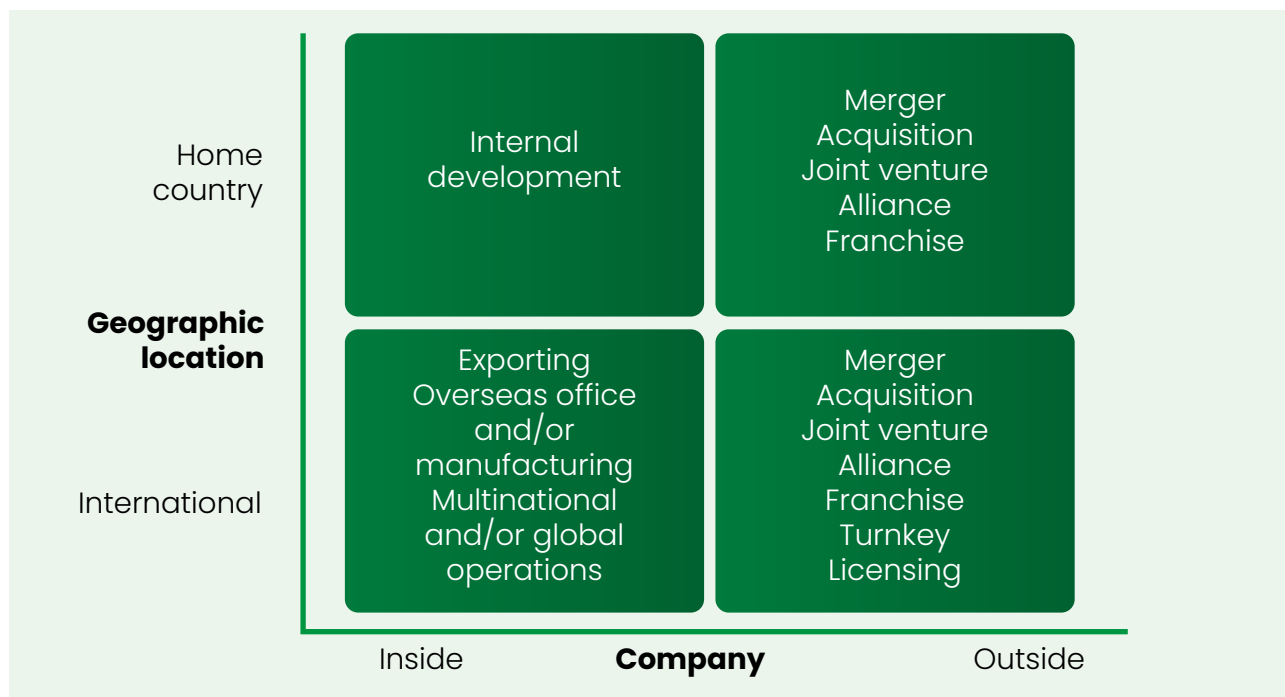 Home
country
Internal
development
Merger
Acquisition
Joint venture
Alliance
Franchise
Geographic
location
International
Exporting
Overseas office
and/or
manufacturing
Multinational
and/or global
operations
Merger
Acquisition
Joint venture
Alliance
Franchise
Turnkey
Licensing
Inside
Company
Outside